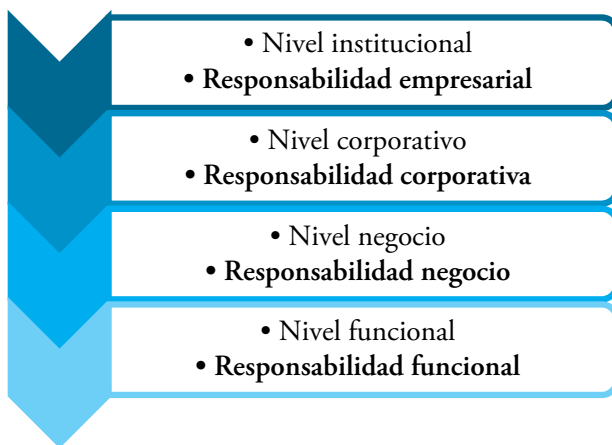 • Nivel institucional
• Responsabilidad empresarial
• Nivel corporativo
• Responsabilidad corporativa
• Nivel negocio
• Responsabilidad negocio
• Nivel funcional
• Responsabilidad funcional